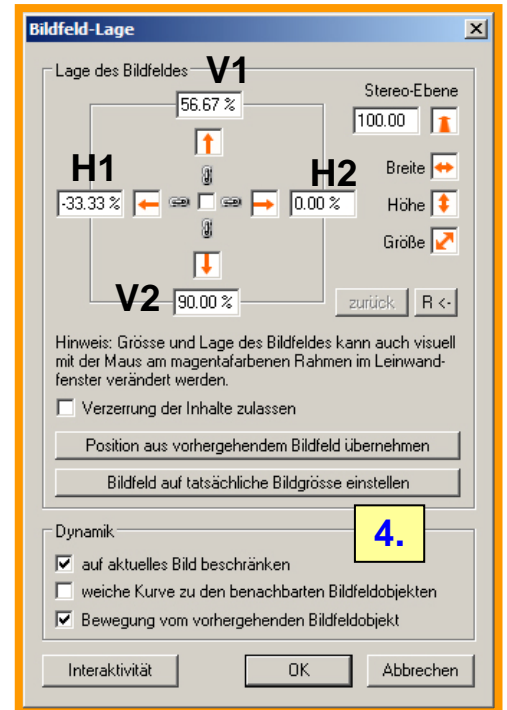 Bildfeld-Lage
Lage des Bildfeldes
V1
Stereo-Ebene
56.67 %
100.00
H1
H2
Breite
-33.33 %
0.00 %
Höhe
Größe
V2
90.00 %
zurück
R <-
Hinweis: Grösse und Lage des Bildfeldes kann auch visuell
mit der Maus am magentafarbenen Rahmen im Leinwand-
fenster verändert werden.
Verzerrung der Inhalte zulassen
Position aus vorhergehendem Bildfeld übernehmen
Bildfeld auf tatsächliche Bildgrösse einstellen
4.
Dynamik
auf aktuelles Bild beschränken
weiche Kurve zu den benachbarten Bildfeldobjekten
Bewegung vom vorhergehenden Bildfeldobjekt
Interaktivität
OK
Abbrechen